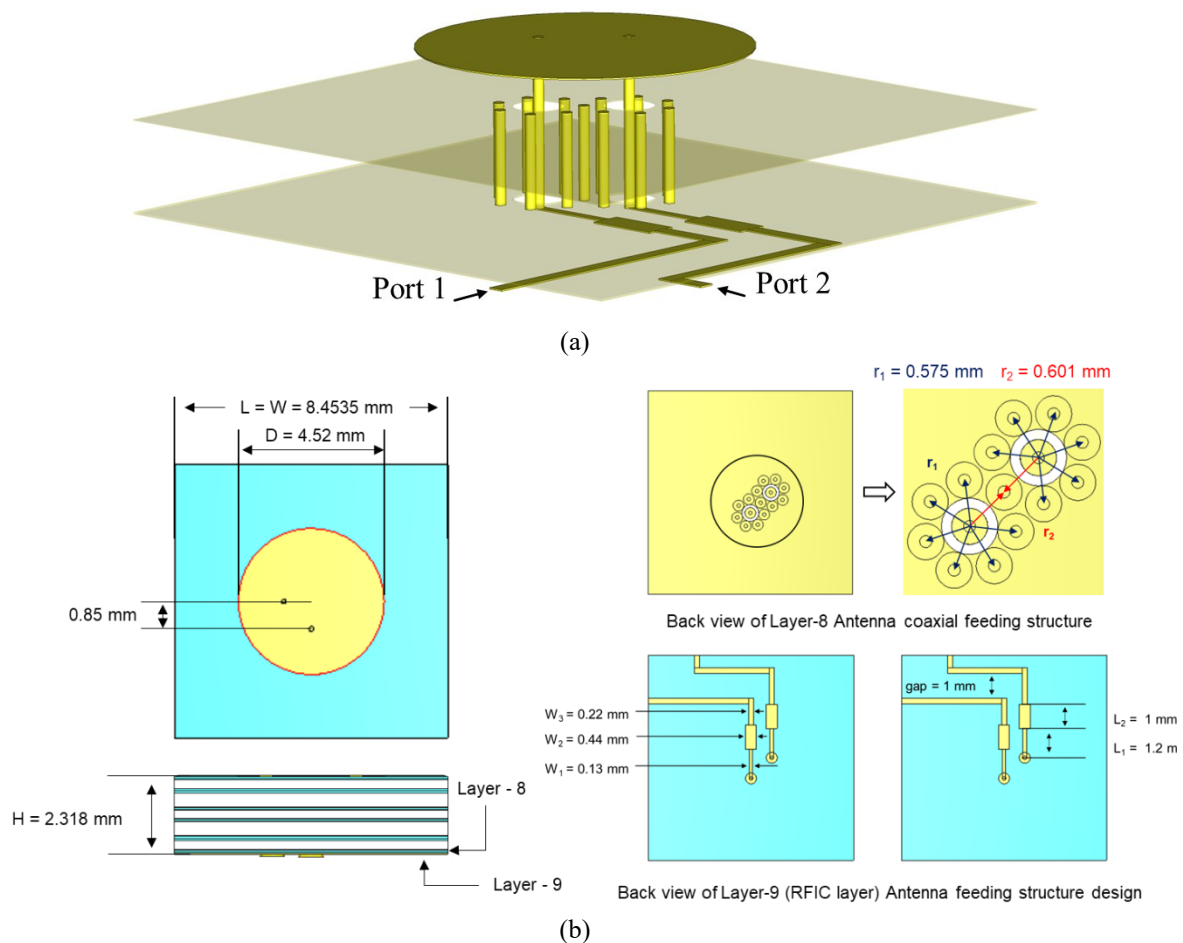 Port 1
Port 2
(a)
L = W = 8.4535 mm
D = 4.52 mm
0.85 mm
H = 2.318 mm
Layer - 8
Layer - 9
r₁ = 0.575 mm r₂ = 0.601 mm
r₁
r₂
Back view of Layer-8 Antenna coaxial feeding structure
W₃ = 0.22 mm
W₂ = 0.44 mm
W₁ = 0.13 mm
gap = 1 mm
L₂ = 1 mm
L₁ = 1.2 m
Back view of Layer-9 (RFIC layer) Antenna feeding structure design
(b)